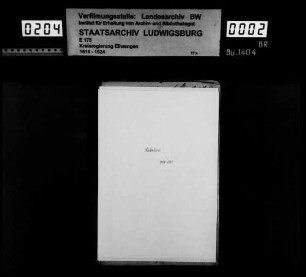 0204
Verfilmungsstelle: Landesarchiv BW
Institut für Erhaltung von Archiv- und Bibliotheksgut
STAATSARCHIV LUDWIGSBURG
E 175
Kreisregierung Ellwangen
1818 - 1924
17x
0002
BR
Bü.1404